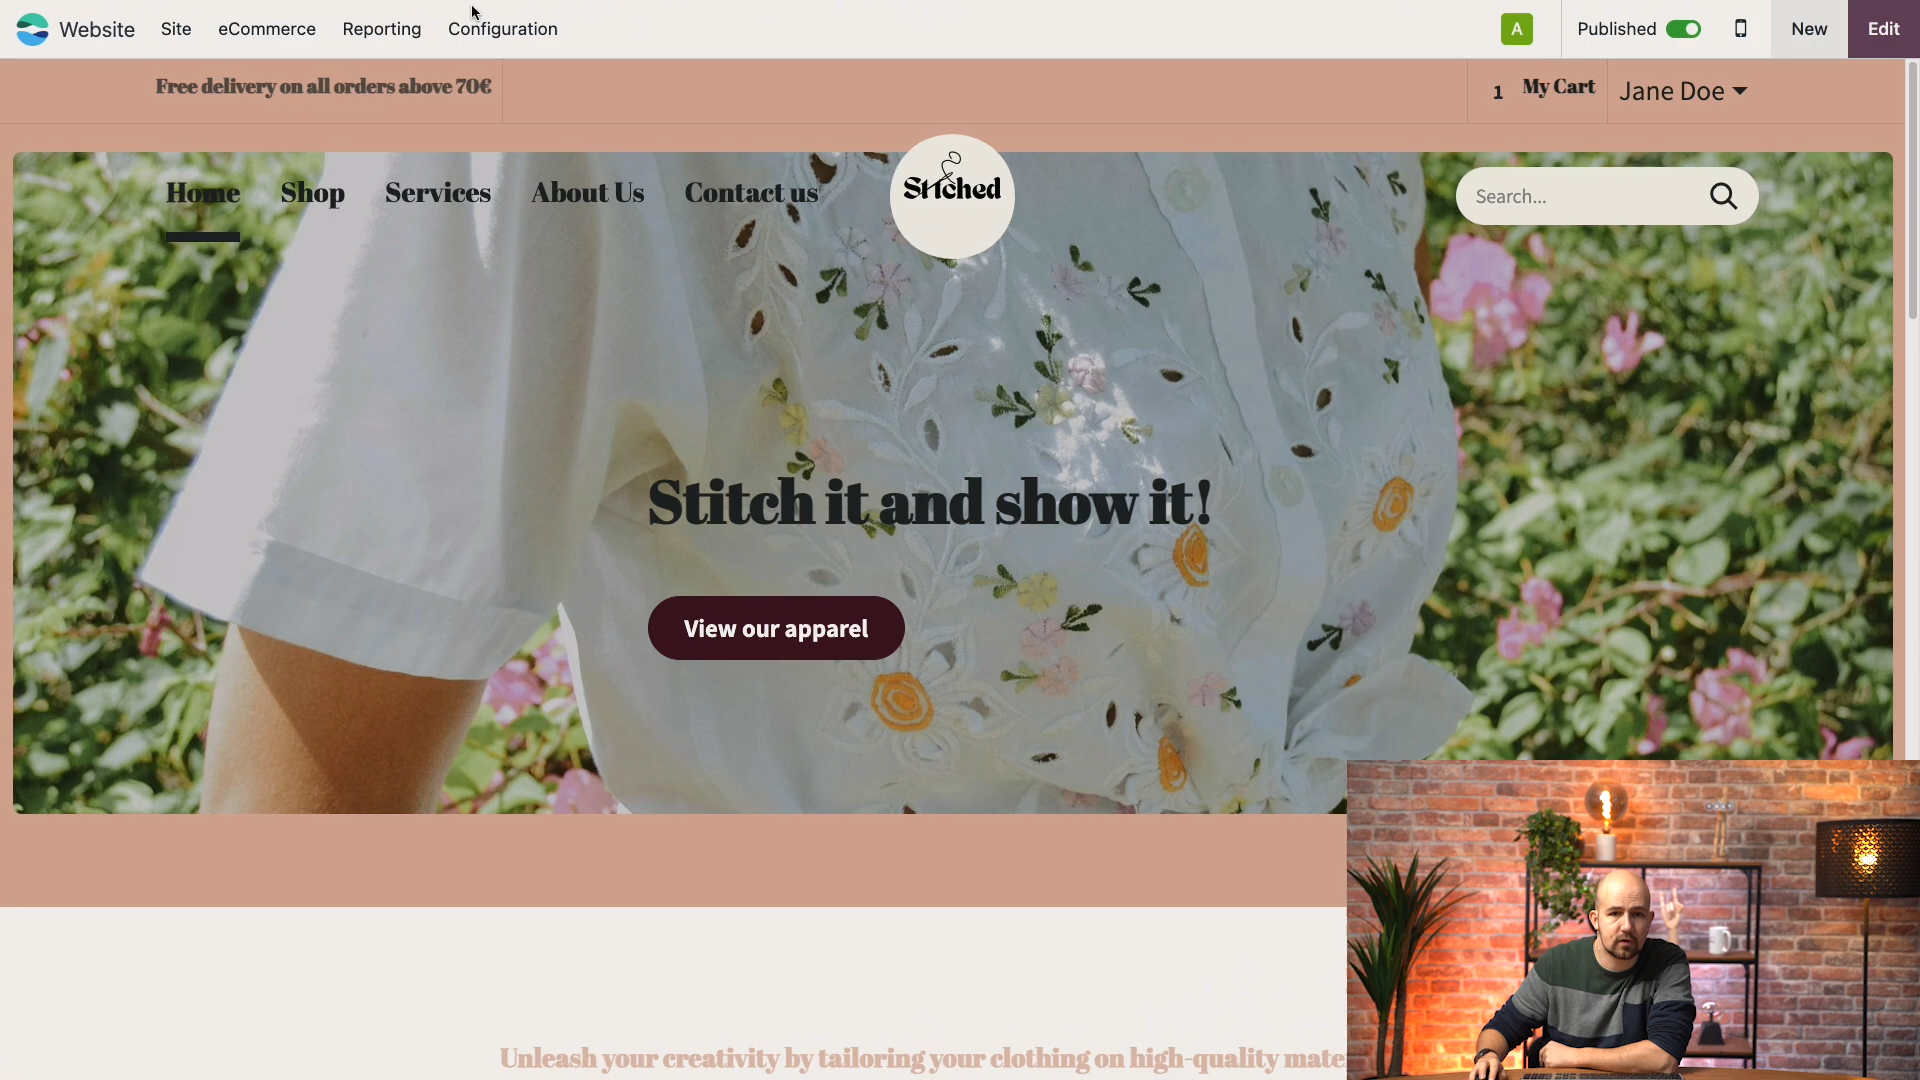 Website Site eCommerce Reporting Configuration A Published New Edit
Free delivery on all orders above 70€ 1 My Cart Jane Doe
Home Shop Services About Us Contact us Stitched Search...
Stitch it and show it!
View our apparel
Unleash your creativity by tailoring your clothing on high-quality